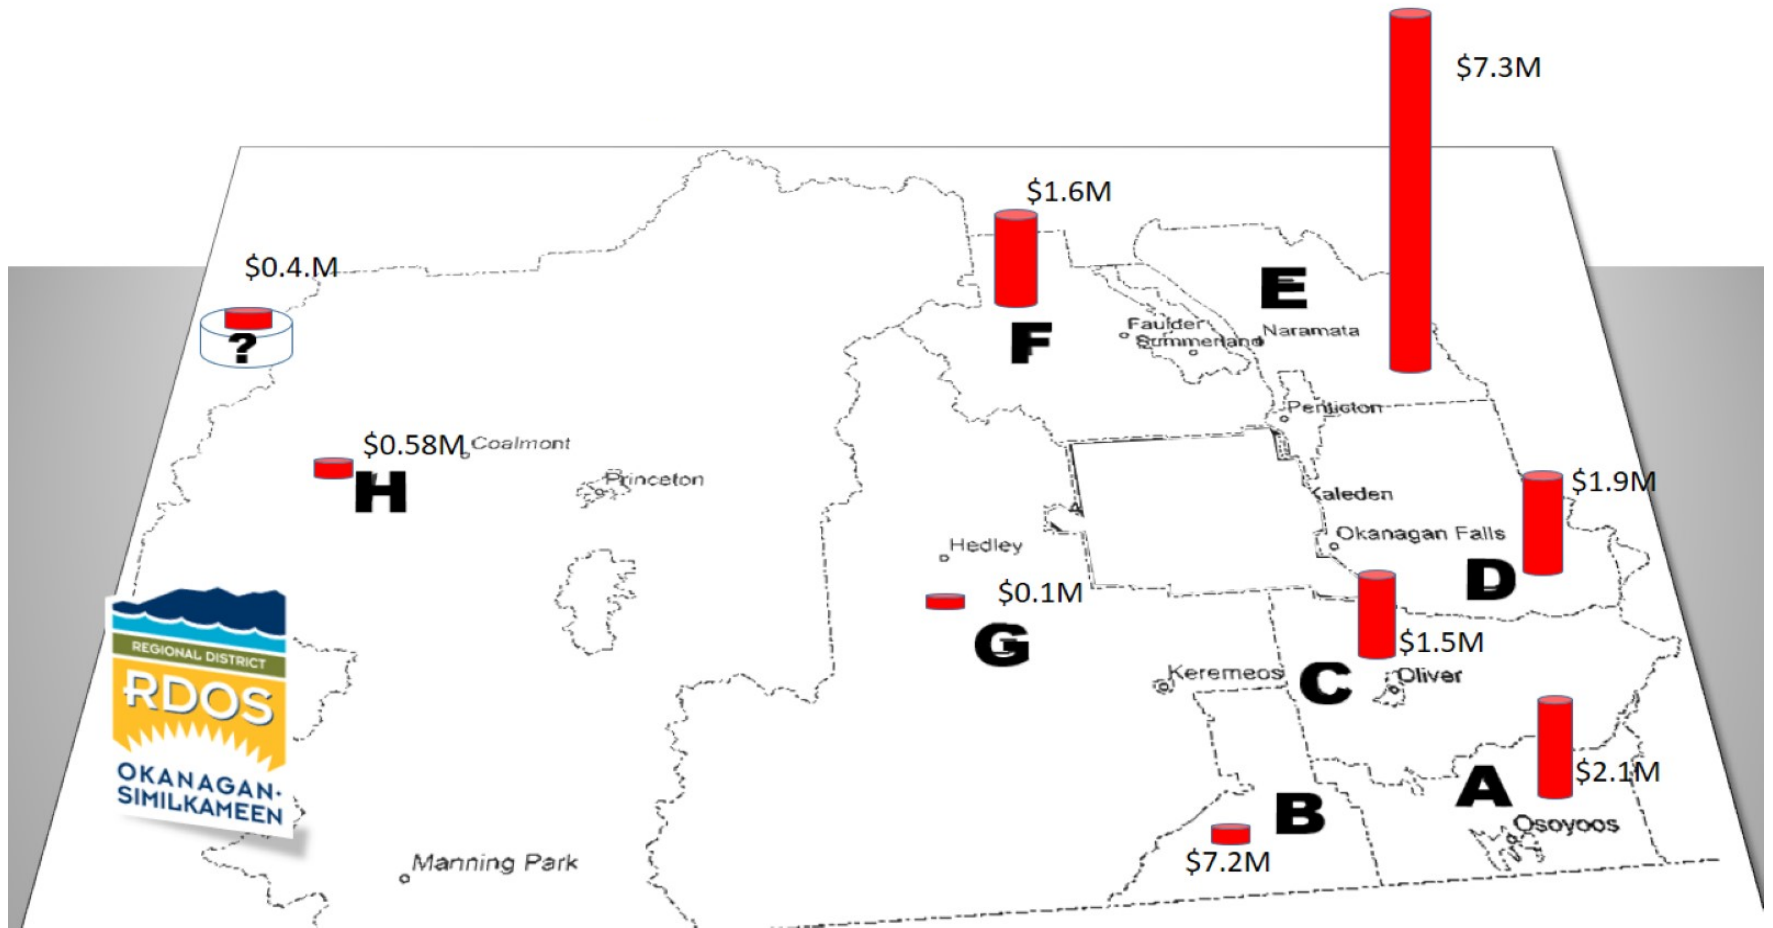 $7.3M
$1.6M
$0.4.M
E
?
F
Faulder
Summerland
Naramata
Penticton
$0.58M
Coalmont
H
Princeton
$1.9M
Kaleden
Okanagan Falls
D
Hedley
$0.1M
G
$1.5M
C
Oliver
Keremeos
REGIONAL DISTRICT
RDOS
OKANAGAN-
SIMILKAMEEN
A
$2.1M
B
Osoyoos
$7.2M
Manning Park